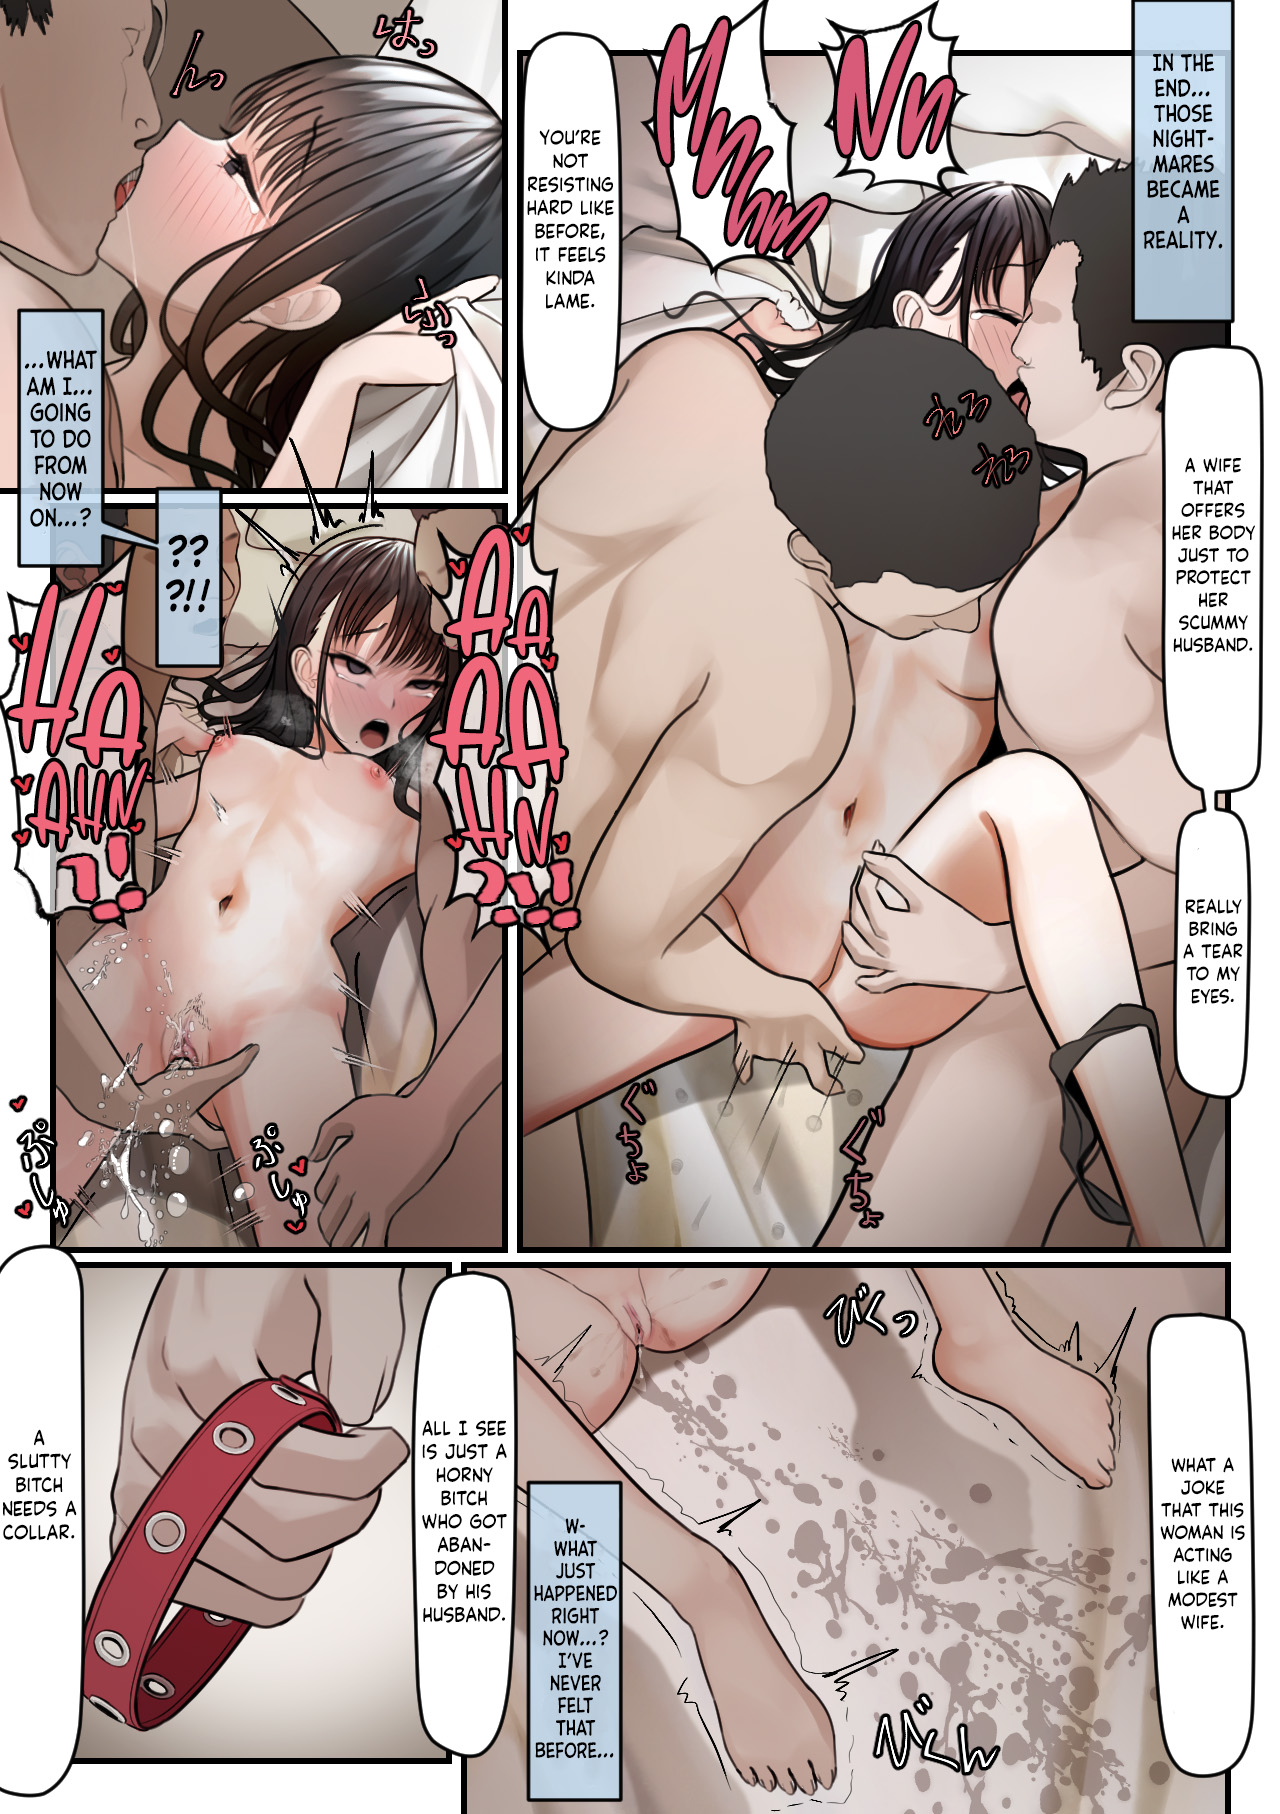 IN THE
END...
THOSE
NIGHT-
MARES
BECAME
A
REALITY.
Nn
Mmhmm
YOU'RE
NOT
RESISTING
HARD LIKE
BEFORE,
IT FEELS
KINDA
LAME.
A WIFE
THAT
OFFERS
HER BODY
JUST TO
PROTECT
HER
SCUMMY
HUSBAND.
REALLY
BRING
A TEAR
TO MY
EYES.
れろ
れろ
ぐちょ
ぐちょ
はっ
んっ
ふっ
...WHAT
AM I...
GOING
TO DO
FROM
NOW
ON...?
??
?!!
AA
AA
HN
?!!
HA
AHN
?!!
ぷしゅ
ぷしゅ
WHAT A
JOKE
THAT THIS
WOMAN IS
ACTING
LIKE A
MODEST
WIFE.
びくっ
びくん
W-
WHAT
JUST
HAPPENED
RIGHT
NOW...?
I'VE
NEVER
FELT
THAT
BEFORE...
ALL I SEE
IS JUST A
HORNY
BITCH
WHO GOT
ABAN-
DONED
BY HIS
HUSBAND.
A
SLUTTY
BITCH
NEEDS A
COLLAR.